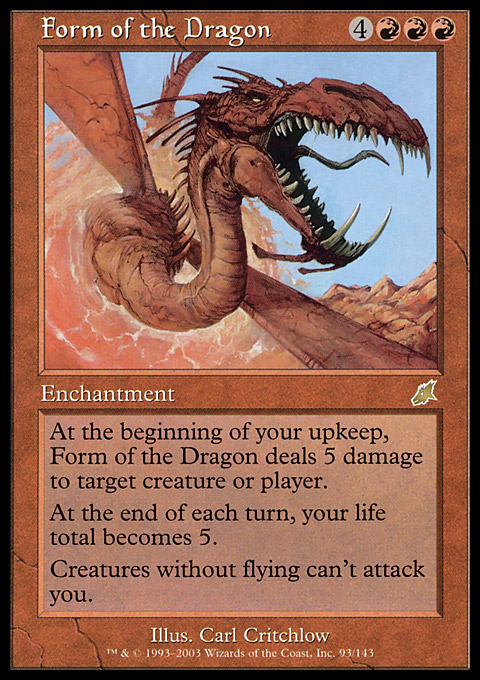 Form of the Dragon 4
Enchantment
At the beginning of your upkeep,
Form of the Dragon deals 5 damage
to target creature or player.
At the end of each turn, your life
total becomes 5.
Creatures without flying can't attack
you.
Illus. Carl Critchlow
™ & © 1993–2003 Wizards of the Coast, Inc. 93/143